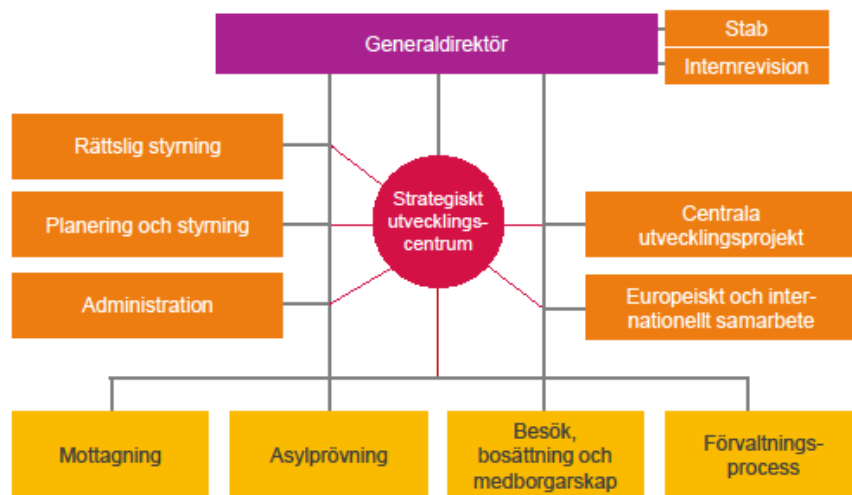 Generaldirektör
Stab
Internrevision
Rättslig styrning
Planering och styrning
Administration
Strategiskt
utvecklings-
centrum
Centrala
utvecklingsprojekt
Europeiskt och inter-
nationellt samarbete
Mottagning
Asylprövning
Besök,
bosättning och
medborgarskap
Förvaltnings-
process